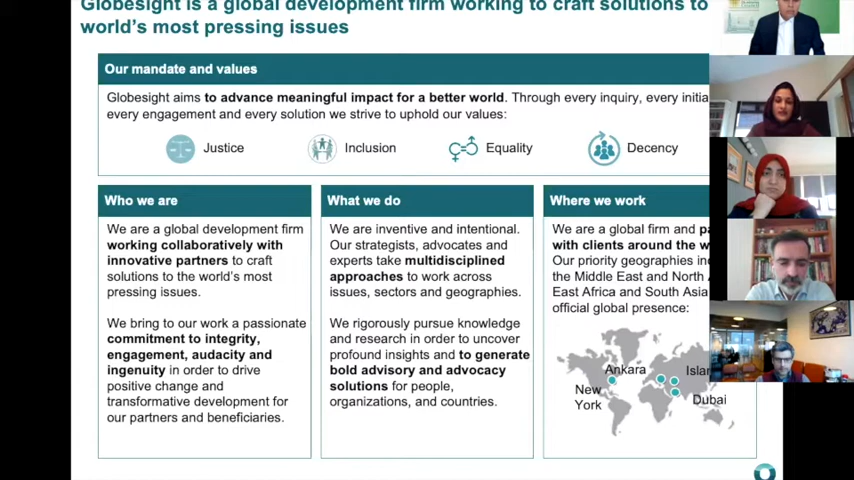 Globesight is a global development firm working to craft solutions to
world's most pressing issues
Our mandate and values
Globesight aims to advance meaningful impact for a better world. Through every inquiry, every
every engagement and every solution we strive to uphold our values:
Justice
Inclusion
Equality
Decency
Who we are
We are a global development firm
working collaboratively with
innovative partners to craft
solutions to the world's most
pressing issues.
We bring to our work a passionate
commitment to integrity,
engagement, audacity and
ingenuity in order to drive
positive change and
transformative development for
our partners and beneficiaries.
What we do
We are inventive and intentional.
Our strategists, advocates and
experts take multidisciplined
approaches to work across
issues, sectors and geographies.
We rigorously pursue knowledge
and research in order to uncover
profound insights and to generate
bold advisory and advocacy
solutions for people,
organizations, and countries.
Where we work
We are a global firm and
with clients around the
Our priority geographies
the Middle East and North
East Africa and South Asia
official global presence:
Ankara
New
York
Dubai